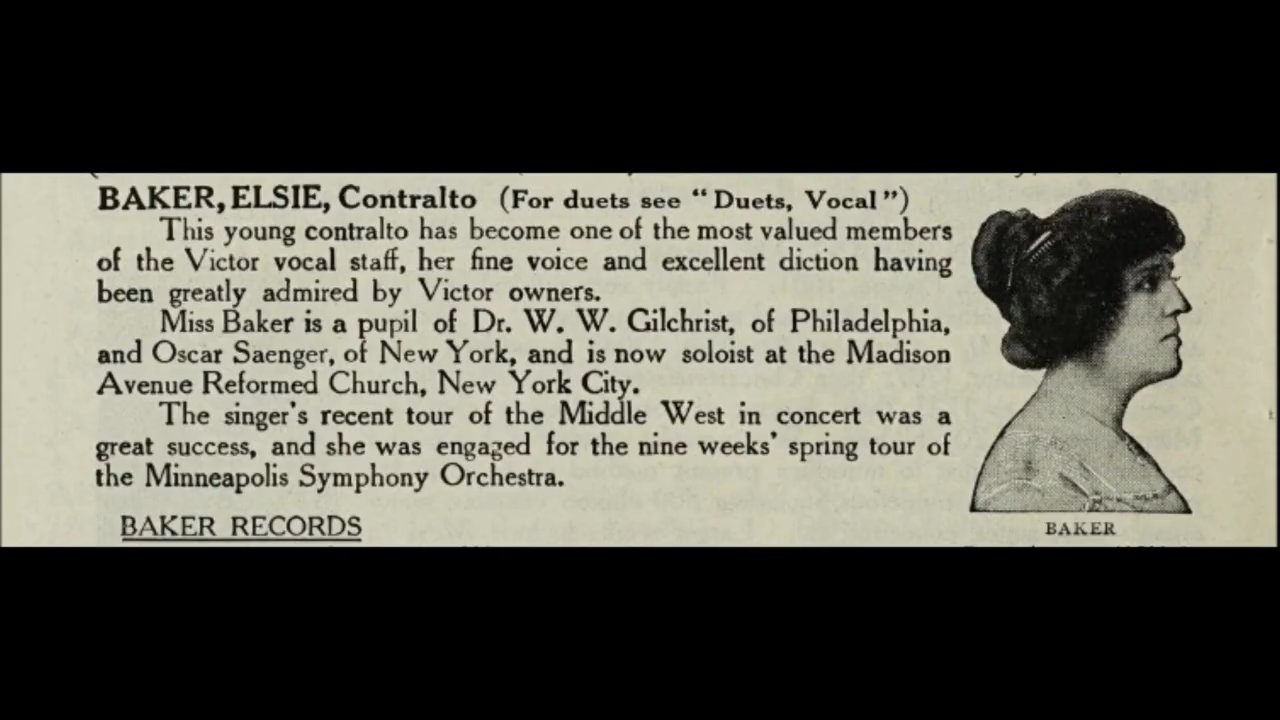 BAKER, ELSIE, Contralto (For duets see "Duets, Vocal")
This young contralto has become one of the most valued members
of the Victor vocal staff, her fine voice and excellent diction having
been greatly admired by Victor owners.
Miss Baker is a pupil of Dr. W. W. Gilchrist, of Philadelphia,
and Oscar Saenger, of New York, and is now soloist at the Madison
Avenue Reformed Church, New York City.
The singer's recent tour of the Middle West in concert was a
great success, and she was engaged for the nine weeks' spring tour of
the Minneapolis Symphony Orchestra.
BAKER RECORDS
BAKER